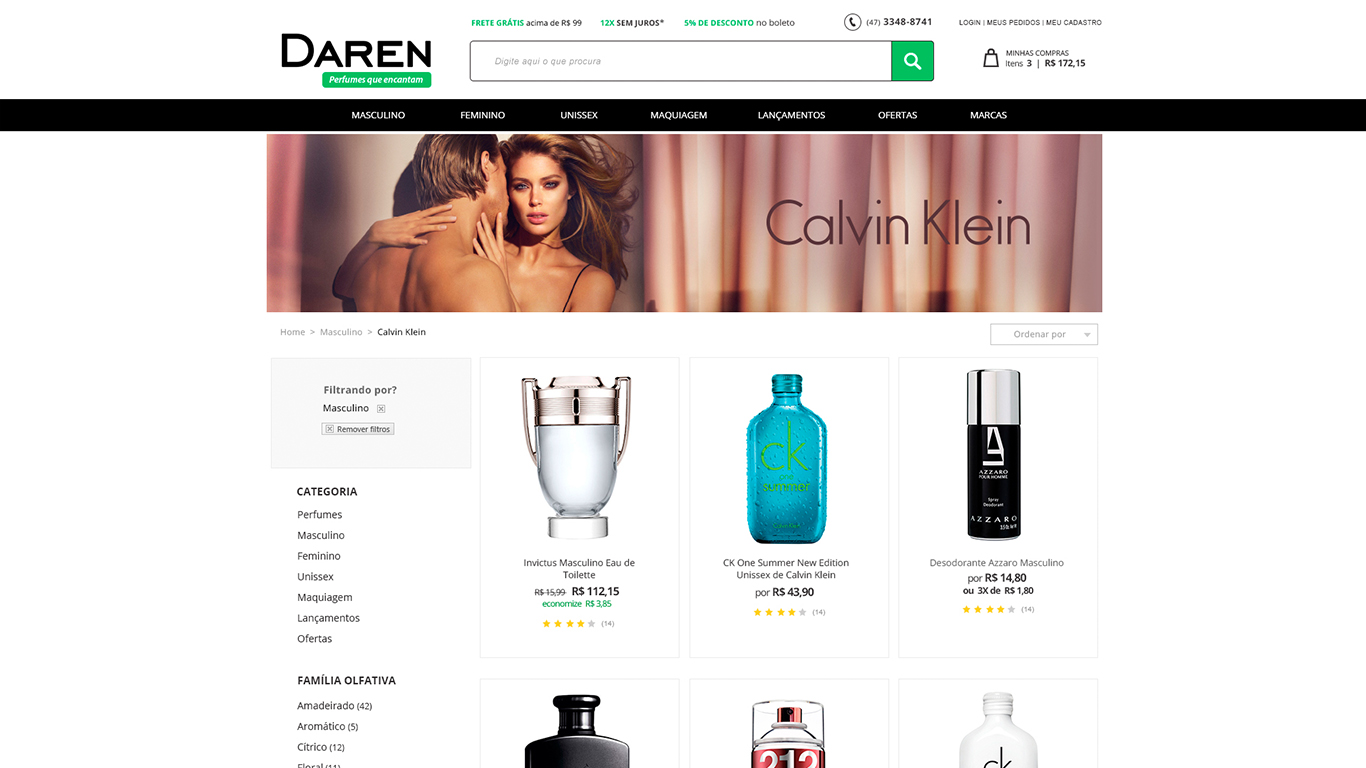 FRETE GRÁTIS acima de R$ 99
12X SEM JUROS*
5% DE DESCONTO no boleto
(47) 3348-8741
LOGIN | MEUS PEDIDOS | MEU CADASTRO
DAREN
Perfumes que encantam
Digite aqui o que procura
MINHAS COMPRAS
Itens 3 | R$ 172,15
MASCULINO
FEMININO
UNISSEX
MAQUIAGEM
LANÇAMENTOS
OFERTAS
MARCAS
Calvin Klein
Home > Masculino > Calvin Klein
Ordenar por
Filtrando por?
Masculino
Remover filtros
CATEGORIA
Perfumes
Masculino
Feminino
Unissex
Maquiagem
Lançamentos
Ofertas
FAMÍLIA OLFATIVA
Amadeirado (42)
Aromático (5)
Cítrico (12)
Floral (11)
Invictus Masculino Eau de
Toilette
R$ 15,99 R$ 112,15
economize R$ 3,85
(14)
ck
one
SUMMER
Calvin Klein
CK One Summer New Edition
Unissex de Calvin Klein
por R$ 43,90
(14)
AZZARO
POUR HOMME
Spray
Deodorant
AZZARO
Desodorante Azzaro Masculino
por R$ 14,80
ou 3X de R$ 1,80
(14)
212
ck